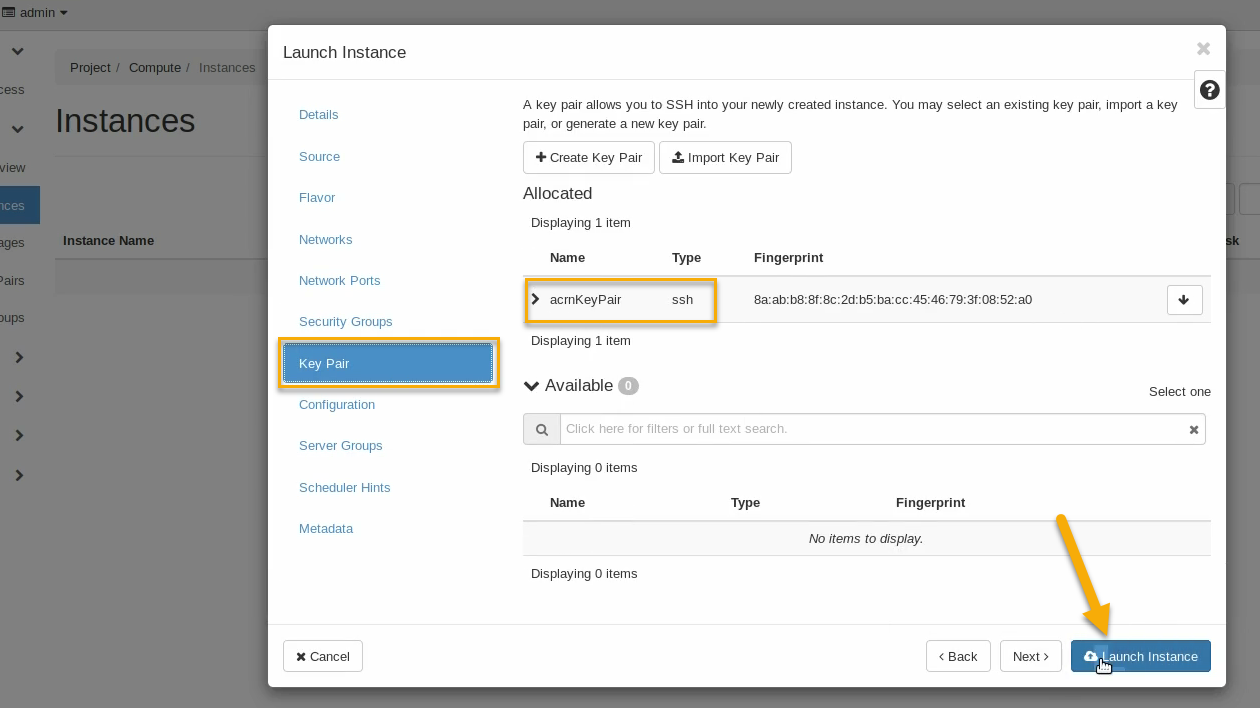 admin
Launch Instance
cess
Project / Compute / Instances
Instances
view
nces
ages
Pairs
oups
Instance Name
sk
Details
Source
Flavor
Networks
Network Ports
Security Groups
Key Pair
Configuration
Server Groups
Scheduler Hints
Metadata
A key pair allows you to SSH into your newly created instance. You may select an existing key pair, import a key
pair, or generate a new key pair.
Create Key Pair Import Key Pair
Allocated
Displaying 1 item
Name Type Fingerprint
acrnKeyPair ssh 8a:ab:b8:8f:8c:2d:b5:ba:cc:45:46:79:3f:08:52:a0
Displaying 1 item
Available 0
Select one
Click here for filters or full text search.
Displaying 0 items
Name Type Fingerprint
No items to display.
Displaying 0 items
Cancel
< Back
Next >
Launch Instance